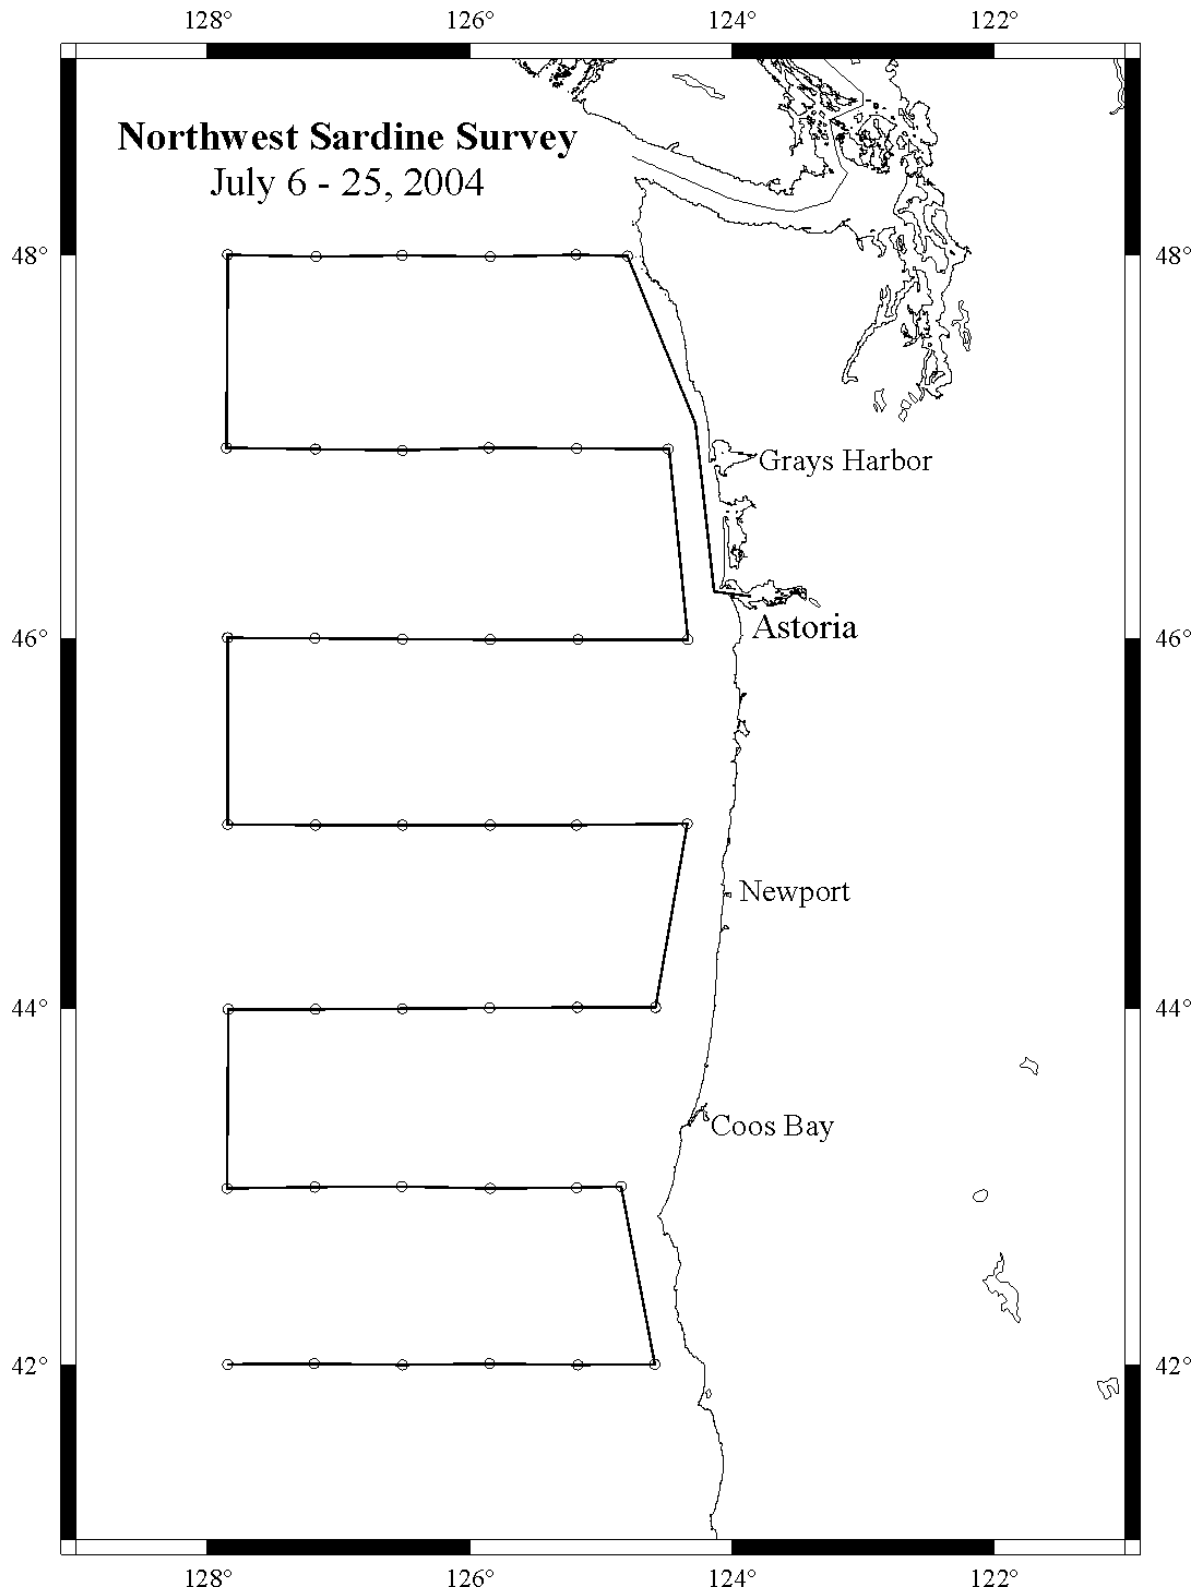 128° 126° 124° 122°
Northwest Sardine Survey
July 6 - 25, 2004
48° 48°
Grays Harbor
Astoria
46° 46°
Newport
44° 44°
Coos Bay
42° 42°
128° 126° 124° 122°